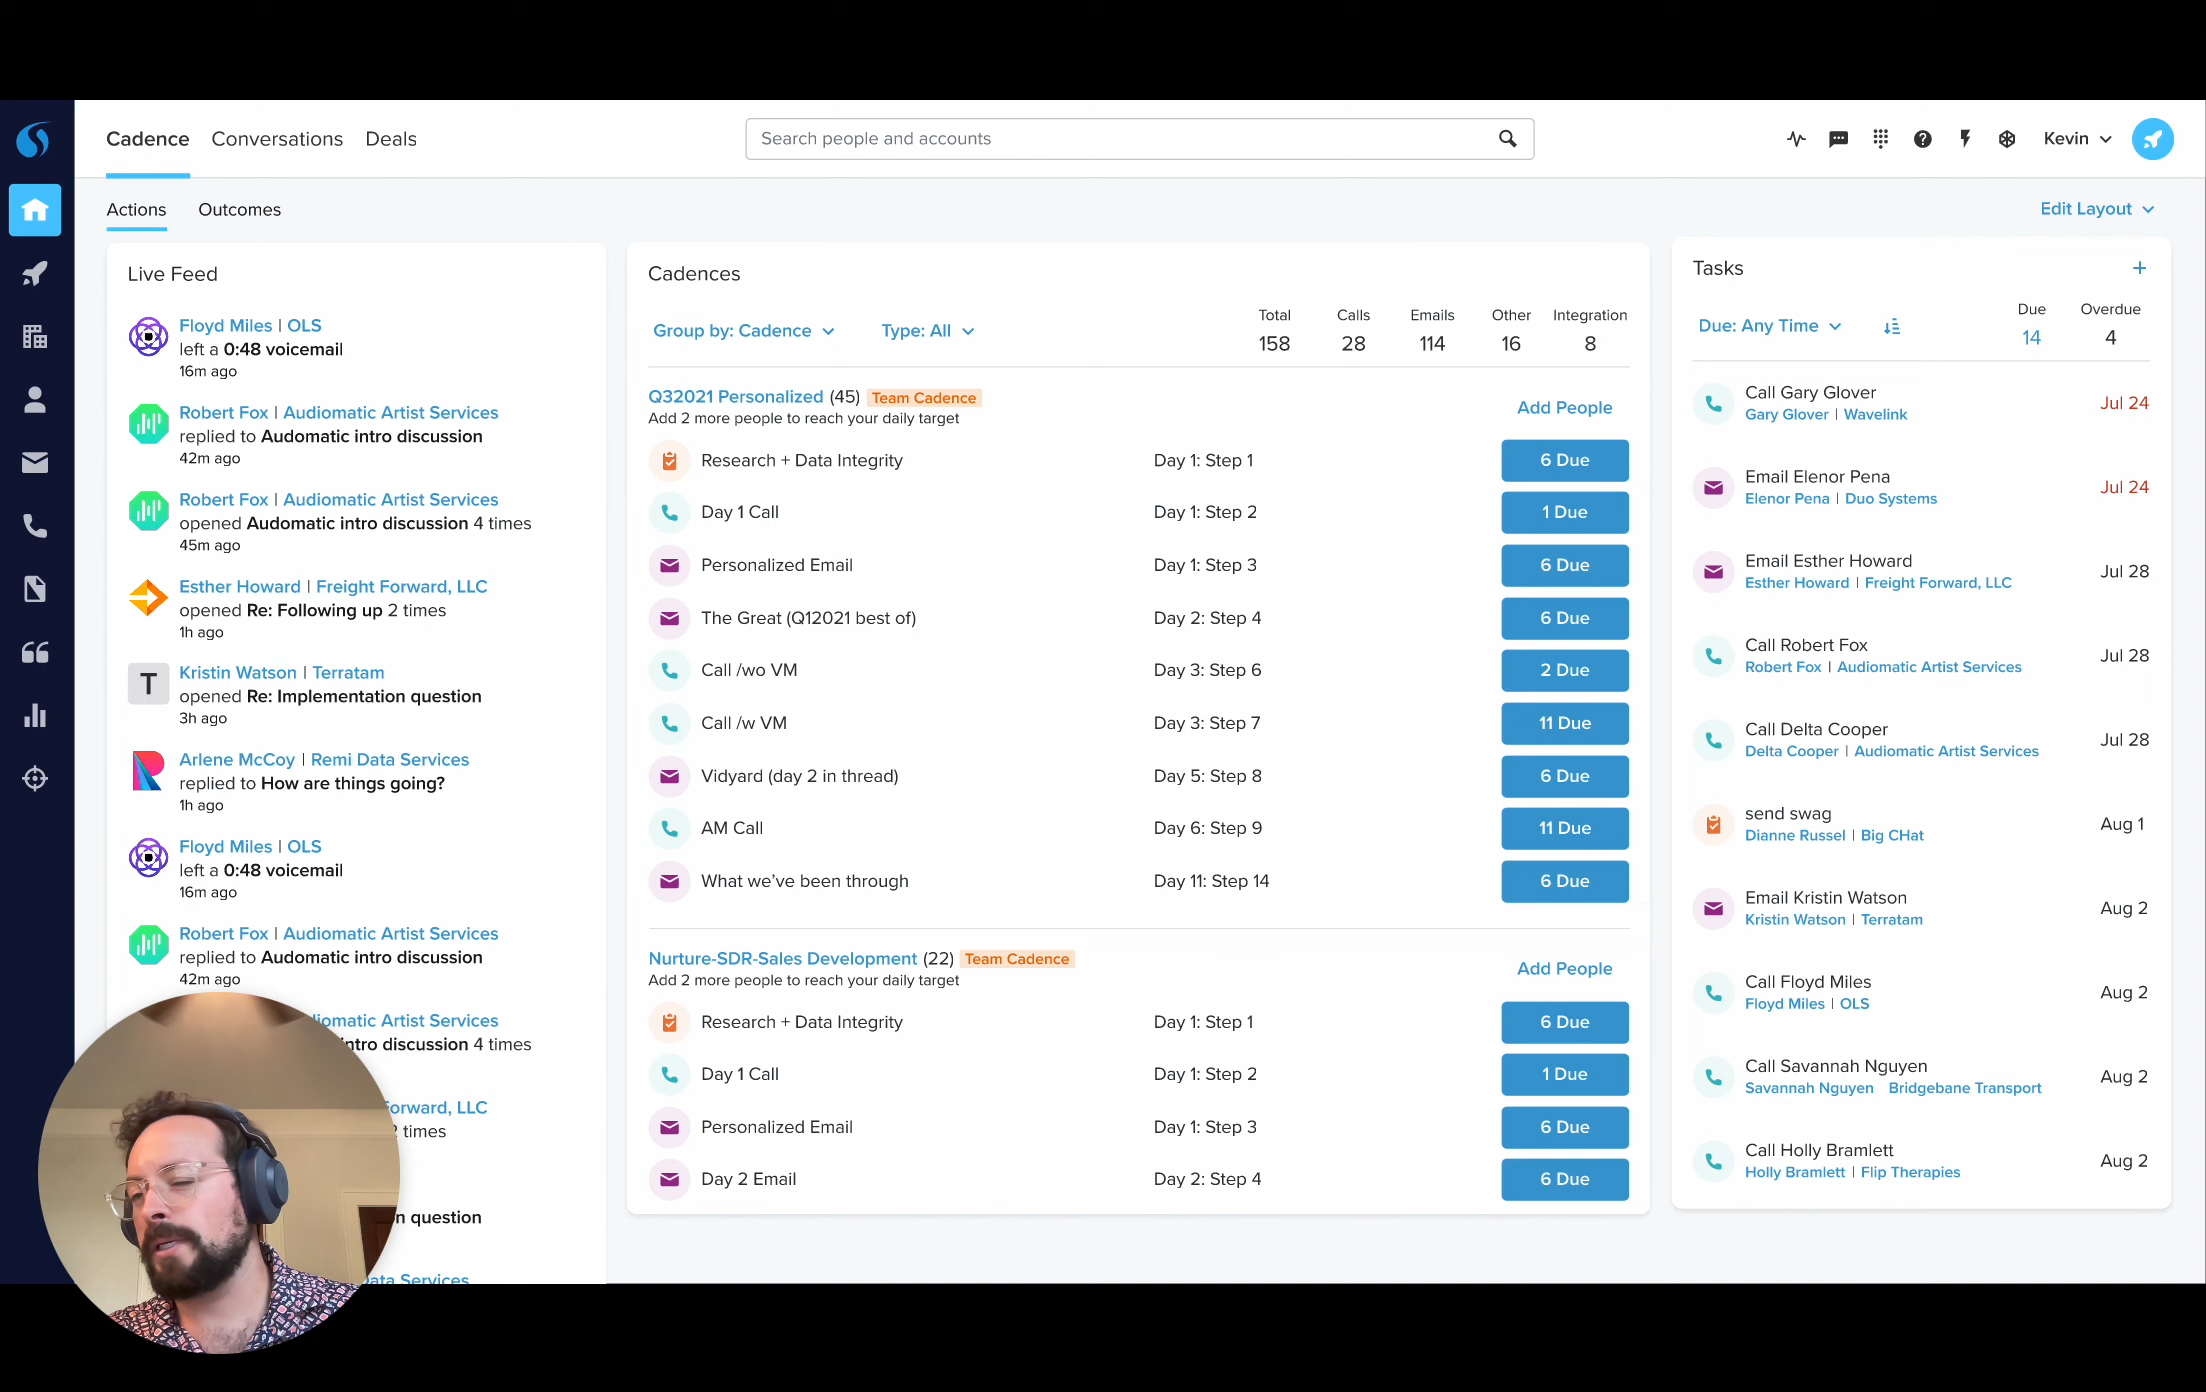 Cadence
Conversations
Deals
Search people and accounts
Kevin
Actions
Outcomes
Edit Layout
Live Feed
Floyd Miles | OLS
left a 0:48 voicemail
16m ago
Robert Fox | Audiomatic Artist Services
replied to Audomatic intro discussion
42m ago
Robert Fox | Audiomatic Artist Services
opened Audomatic intro discussion 4 times
45m ago
Esther Howard | Freight Forward, LLC
opened Re: Following up 2 times
1h ago
T
Kristin Watson | Terratam
opened Re: Implementation question
3h ago
Arlene McCoy | Remi Data Services
replied to How are things going?
1h ago
Floyd Miles | OLS
left a 0:48 voicemail
16m ago
Robert Fox | Audiomatic Artist Services
replied to Audomatic intro discussion
42m ago
Artist Services
discussion 4 times
LLC
times
question
Services
Cadences
Group by: Cadence
Type: All
Total
Calls
Emails
Other
Integration
158
28
114
16
8
Q32021 Personalized (45) Team Cadence
Add 2 more people to reach your daily target
Add People
Research + Data Integrity Day 1: Step 1 6 Due
Day 1 Call Day 1: Step 2 1 Due
Personalized Email Day 1: Step 3 6 Due
The Great (Q12021 best of) Day 2: Step 4 6 Due
Call /wo VM Day 3: Step 6 2 Due
Call /w VM Day 3: Step 7 11 Due
Vidyard (day 2 in thread) Day 5: Step 8 6 Due
AM Call Day 6: Step 9 11 Due
What we've been through Day 11: Step 14 6 Due
Nurture-SDR-Sales Development (22) Team Cadence
Add 2 more people to reach your daily target
Add People
Research + Data Integrity Day 1: Step 1 6 Due
Day 1 Call Day 1: Step 2 1 Due
Personalized Email Day 1: Step 3 6 Due
Day 2 Email Day 2: Step 4 6 Due
Tasks
Due: Any Time
Due
Overdue
14
4
Call Gary Glover
Gary Glover | Wavelink
Jul 24
Email Elenor Pena
Elenor Pena | Duo Systems
Jul 24
Email Esther Howard
Esther Howard | Freight Forward, LLC
Jul 28
Call Robert Fox
Robert Fox | Audiomatic Artist Services
Jul 28
Call Delta Cooper
Delta Cooper | Audiomatic Artist Services
Jul 28
send swag
Dianne Russel | Big CHat
Aug 1
Email Kristin Watson
Kristin Watson | Terratam
Aug 2
Call Floyd Miles
Floyd Miles | OLS
Aug 2
Call Savannah Nguyen
Savannah Nguyen Bridgebane Transport
Aug 2
Call Holly Bramlett
Holly Bramlett | Flip Therapies
Aug 2